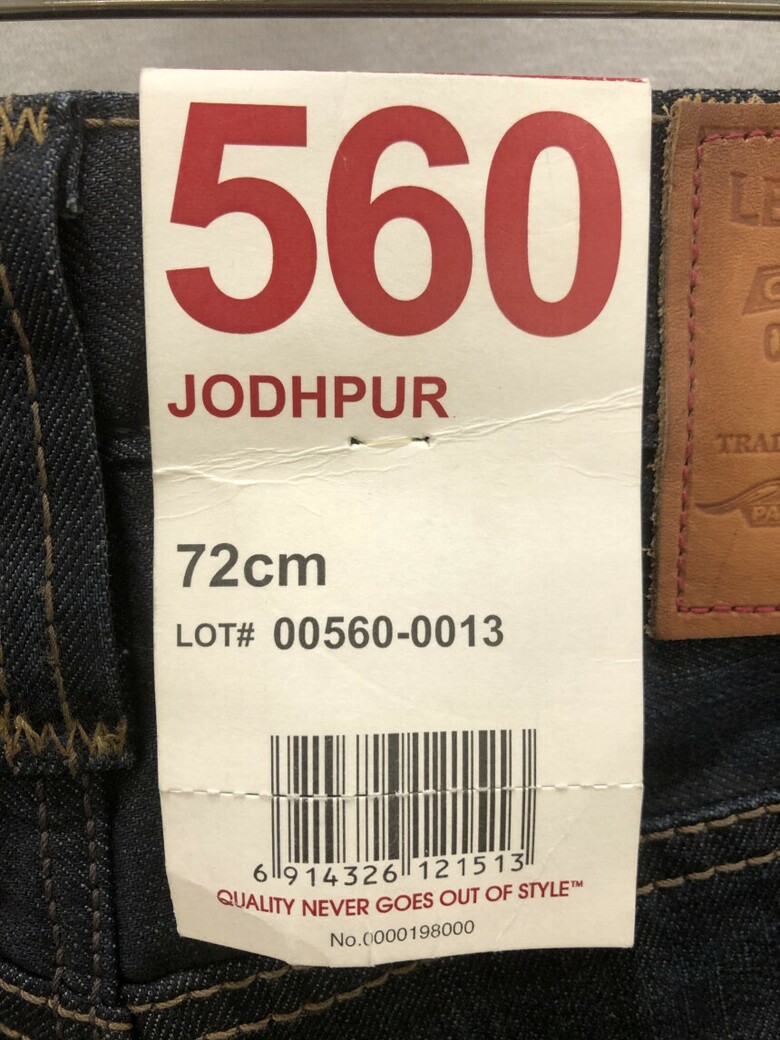 560
JODHPUR
72cm
LOT# 00560-0013
6 914326 121513
QUALITY NEVER GOES OUT OF STYLE™
No.0000198000